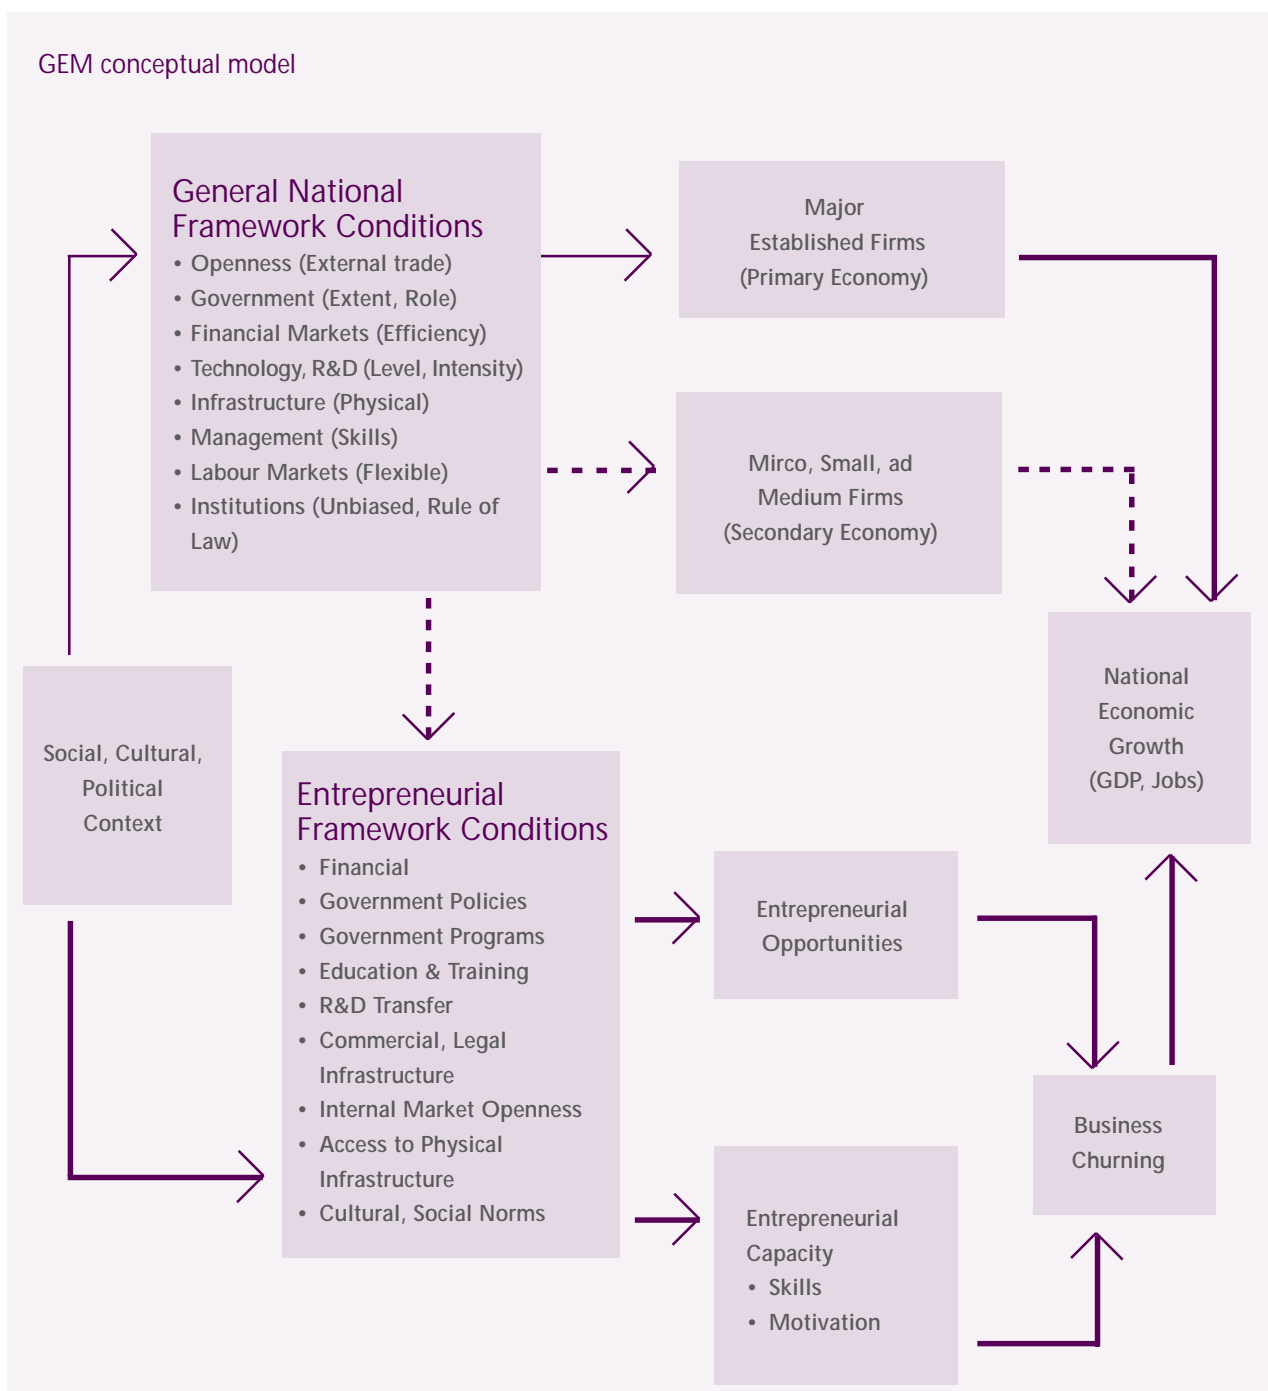 GEM conceptual model
General National
Framework Conditions
• Openness (External trade)
• Government (Extent, Role)
• Financial Markets (Efficiency)
• Technology, R&D (Level, Intensity)
• Infrastructure (Physical)
• Management (Skills)
• Labour Markets (Flexible)
• Institutions (Unbiased, Rule of
Law)
Major
Established Firms
(Primary Economy)
Mirco, Small, ad
Medium Firms
(Secondary Economy)
National
Economic
Growth
(GDP, Jobs)
Social, Cultural,
Political
Context
Entrepreneurial
Framework Conditions
• Financial
• Government Policies
• Government Programs
• Education & Training
• R&D Transfer
• Commercial, Legal
Infrastructure
• Internal Market Openness
• Access to Physical
Infrastructure
• Cultural, Social Norms
Entrepreneurial
Opportunities
Business
Churning
Entrepreneurial
Capacity
• Skills
• Motivation